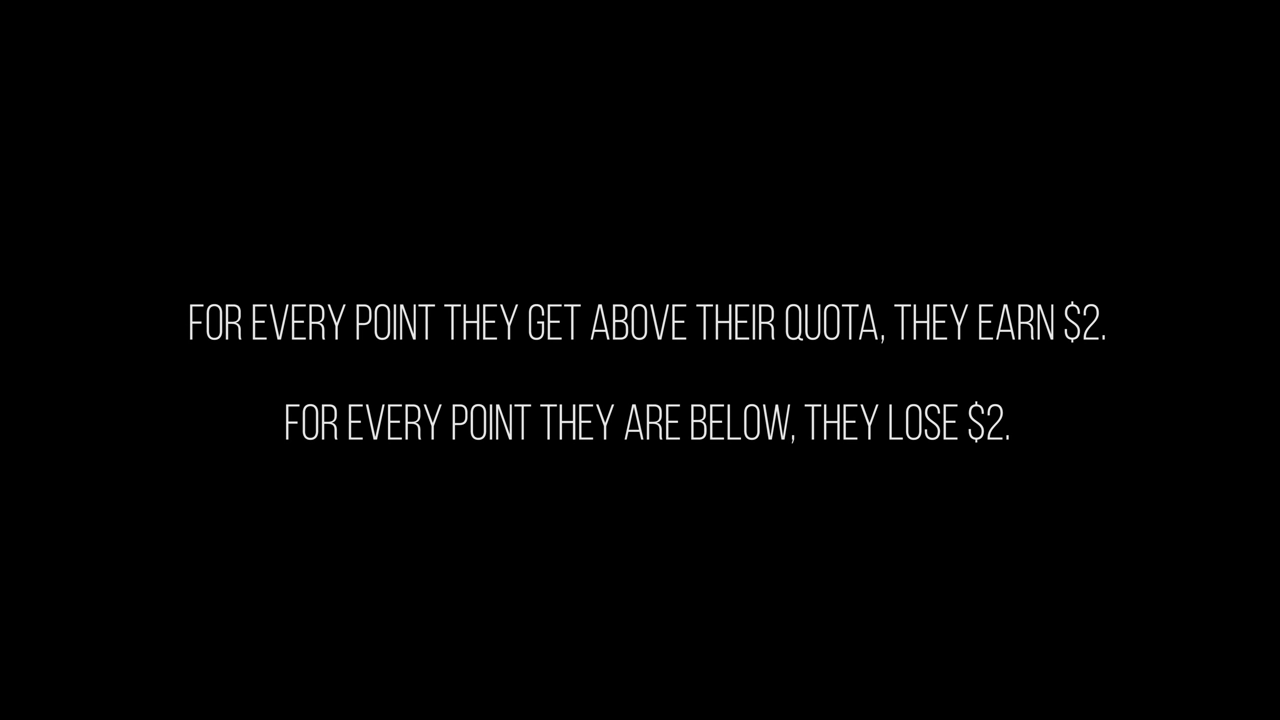 FOR EVERY POINT THEY GET ABOVE THEIR QUOTA, THEY EARN $2.
FOR EVERY POINT THEY ARE BELOW, THEY LOSE $2.